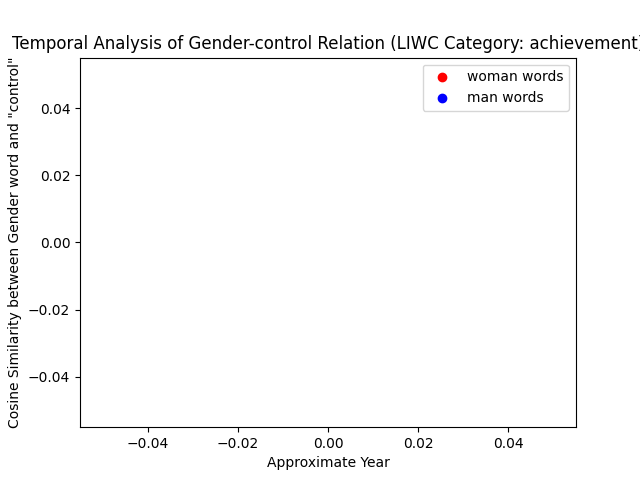 Temporal Analysis of Gender-control Relation (LIWC Category: achievement)
woman words
man words
Cosine Similarity between Gender word and "control"
0.04
0.02
0.00
−0.02
−0.04
−0.04
−0.02
0.00
0.02
0.04
Approximate Year